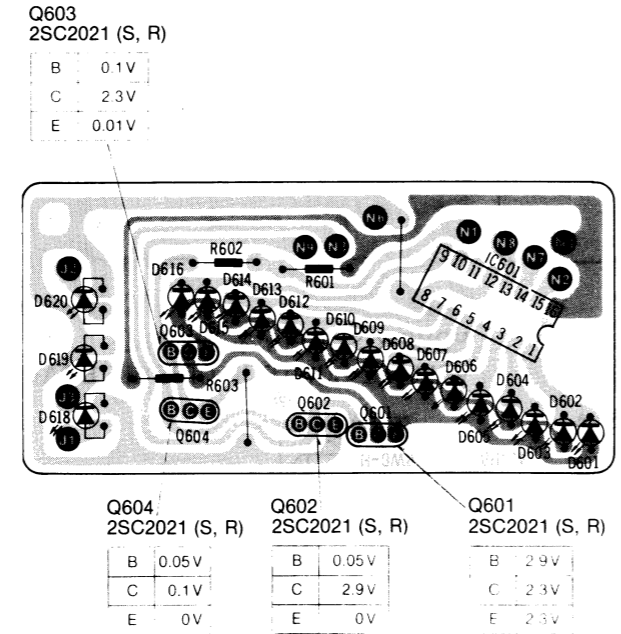 Q603
2SC2021 (S, R)
B 0.1V
C 2.3V
E 0.01V
N6
N1
N8
N7
N2
N4
N3
R602
R601
IC601
9 10 11 12 13 14 15 16
8 7 6 5 4 3 2 1
D616
D614
D613
D612
D615
D610
D609
D608
D607
D606
D611
D604
D602
D605
D603
D601
D620
D619
D618
J1
Q603
B
R603
B C E
Q604
Q602
B C E
Q601
B
Q604
2SC2021 (S, R)
B 0.05V
C 0.1V
E 0V
Q602
2SC2021 (S, R)
B 0.05V
C 2.9V
E 0V
Q601
2SC2021 (S, R)
B 2.9V
C 2.3V
E 2.3V